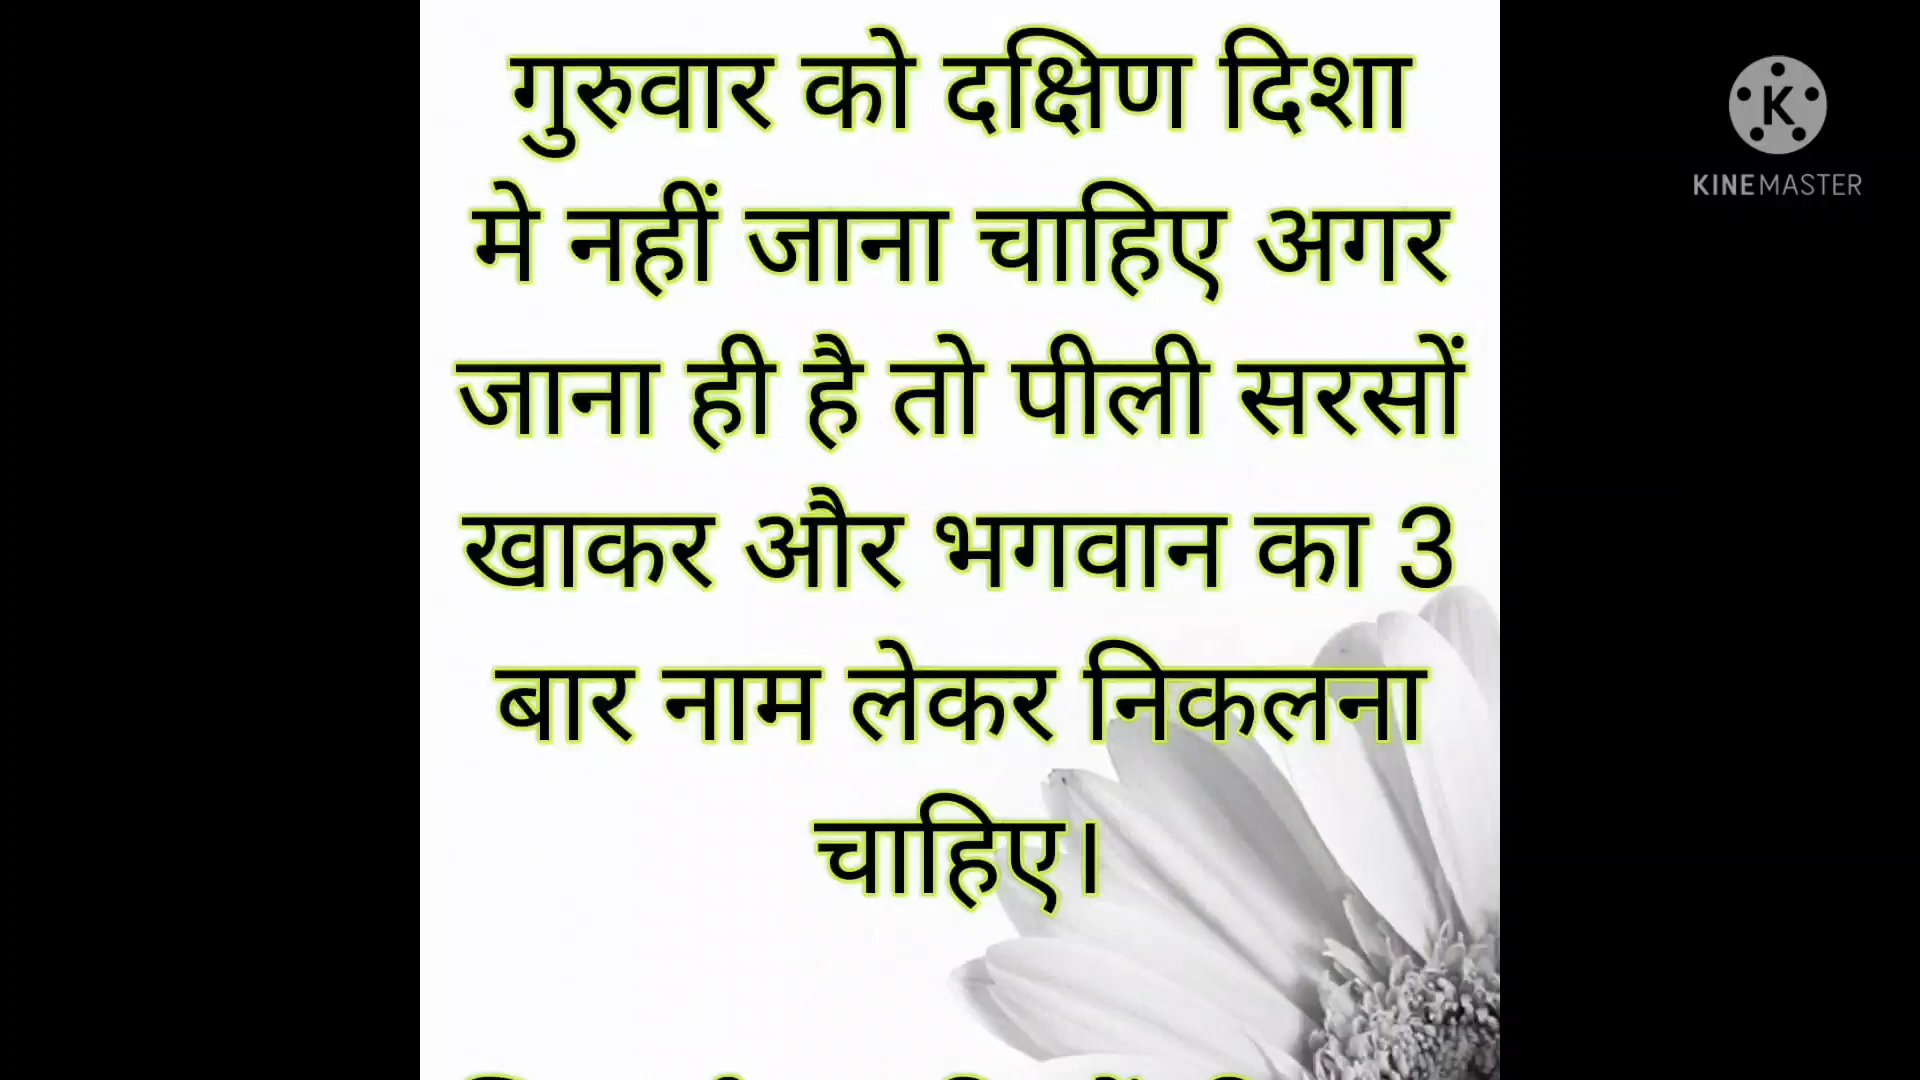 गुरुवार को दक्षिण दिशा
मे नहीं जाना चाहिए अगर
जाना ही है तो पीली सरसों
खाकर और भगवान का 3
बार नाम लेकर निकलना
चाहिए।
K
KINEMASTER